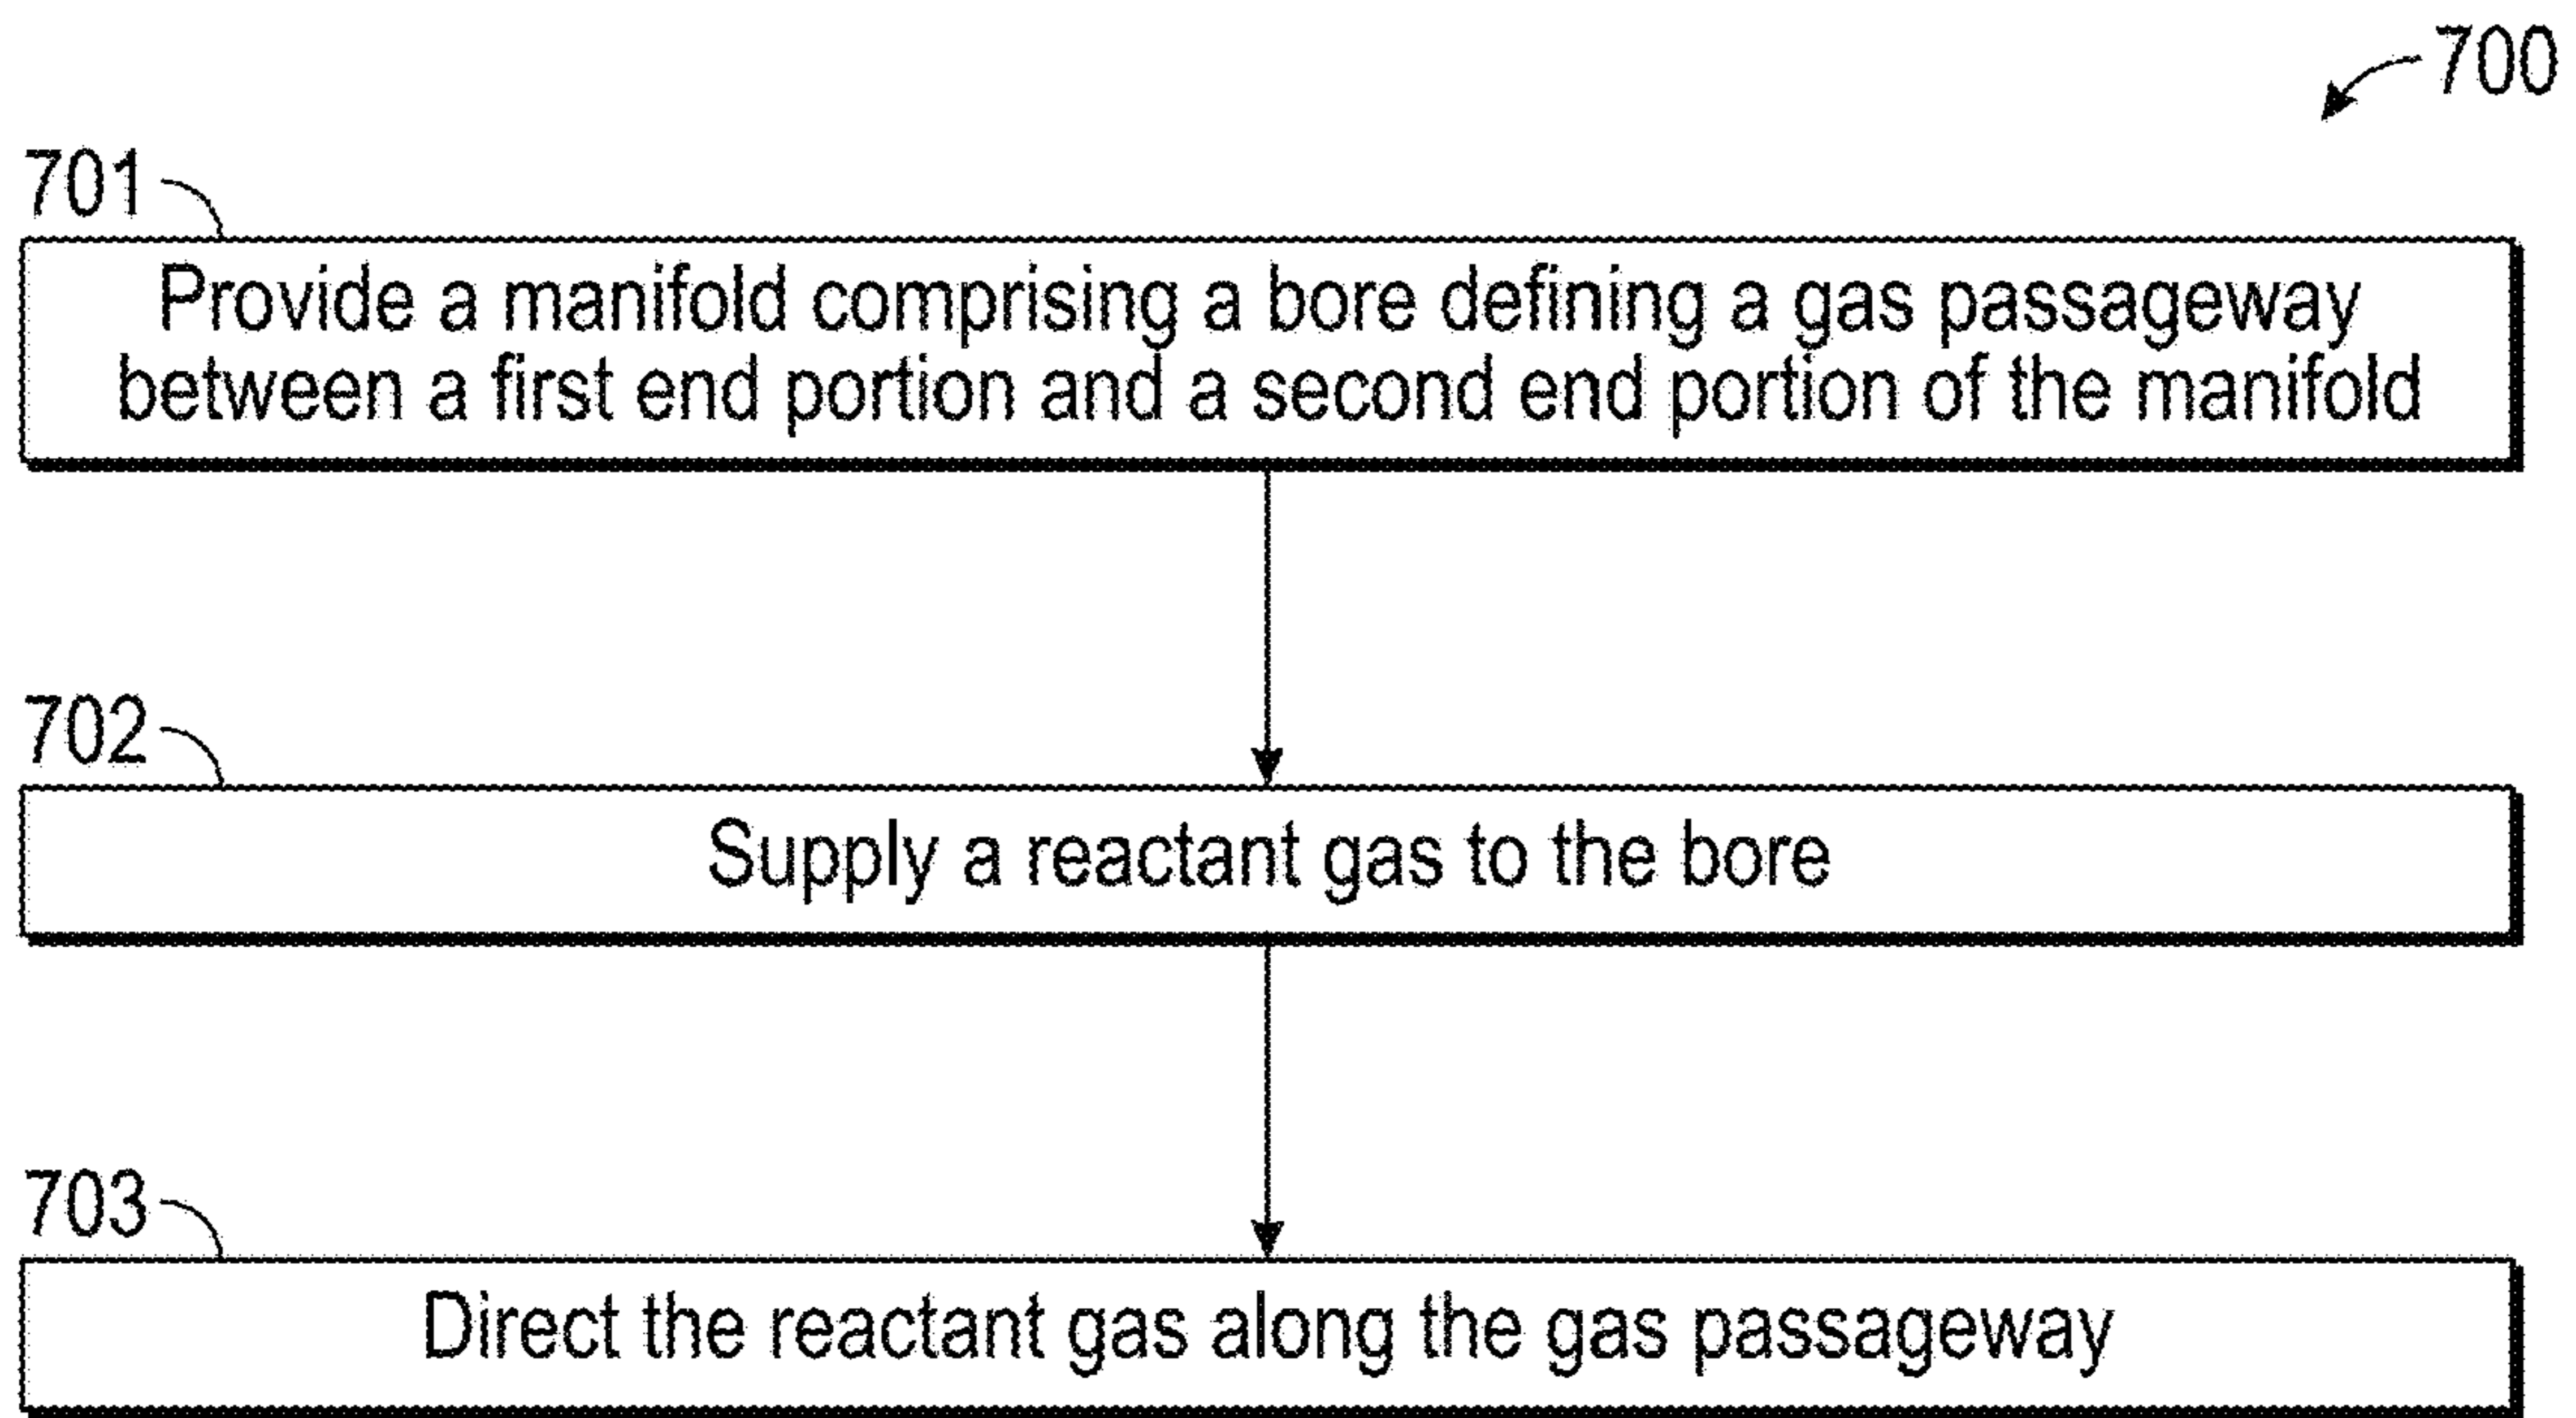 700
701
Provide a manifold comprising a bore defining a gas passageway
between a first end portion and a second end portion of the manifold
702
Supply a reactant gas to the bore
703
Direct the reactant gas along the gas passageway